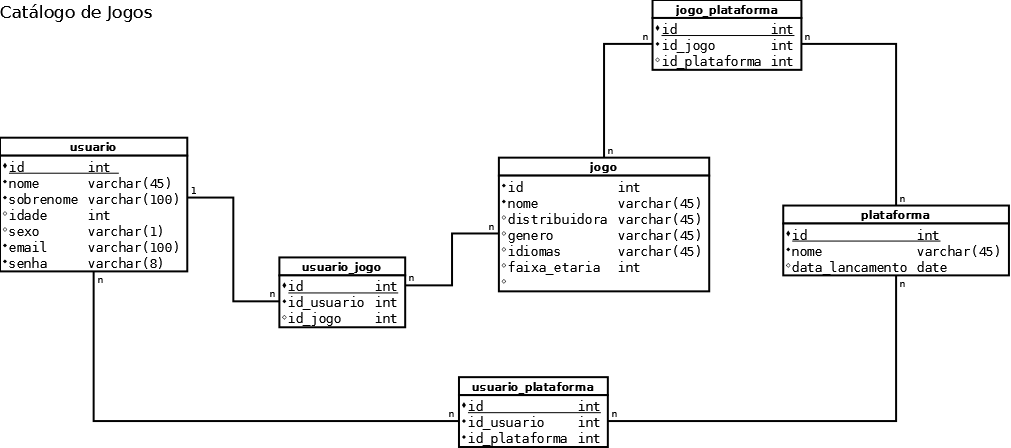 Catálogo de Jogos
jogo_plataforma
id int
id_jogo int
id_plataforma int
n
n
usuario
id int
nome varchar(45)
sobrenome varchar(100)
idade int
sexo varchar(1)
email varchar(100)
senha varchar(8)
1
n
n
jogo
id int
nome varchar(45)
distribuidora varchar(45)
genero varchar(45)
idiomas varchar(45)
faixa_etaria int
n
n
plataforma
id int
nome varchar(45)
data_lancamento date
n
usuario_jogo
id int
id_usuario int
id_jogo int
n
n
usuario_plataforma
id int
id_usuario int
id_plataforma int
n
n